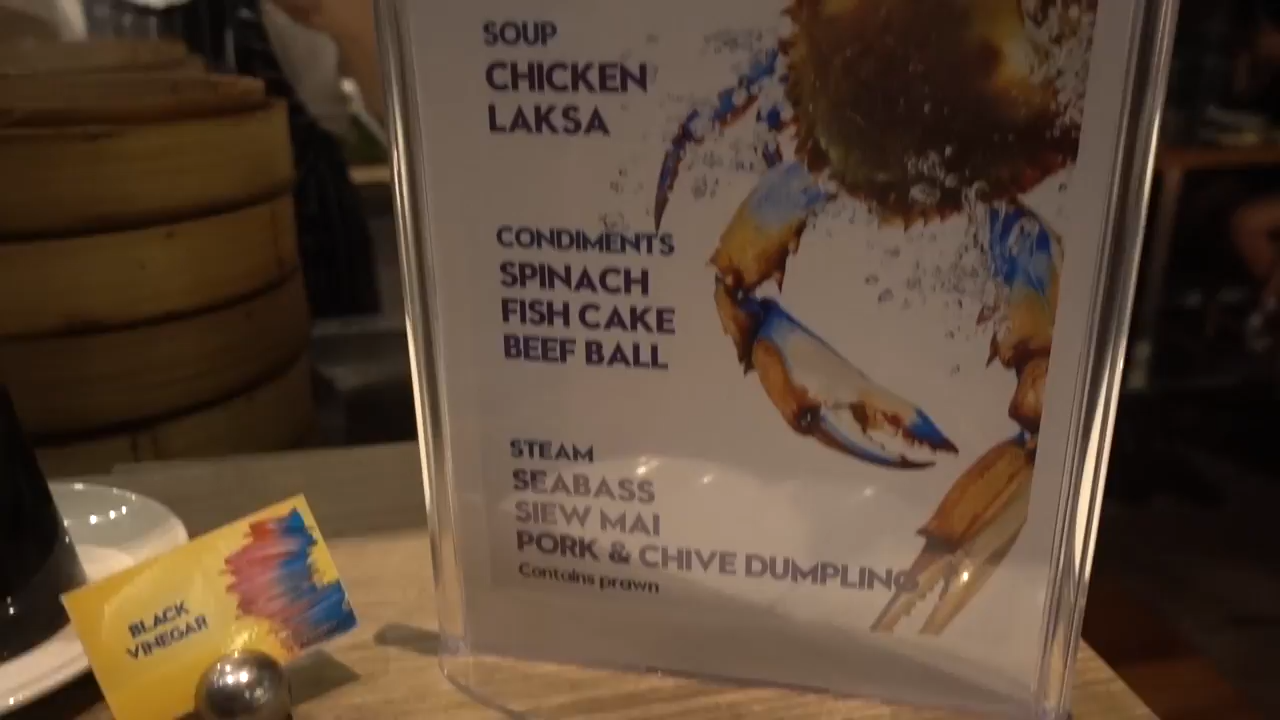 SOUP
CHICKEN
LAKSA
CONDIMENTS
SPINACH
FISH CAKE
BEEF BALL
STEAM
SEABASS
SIEW MAI
PORK & CHIVE DUMPLING
Contains prawn
BLACK
VINEGAR